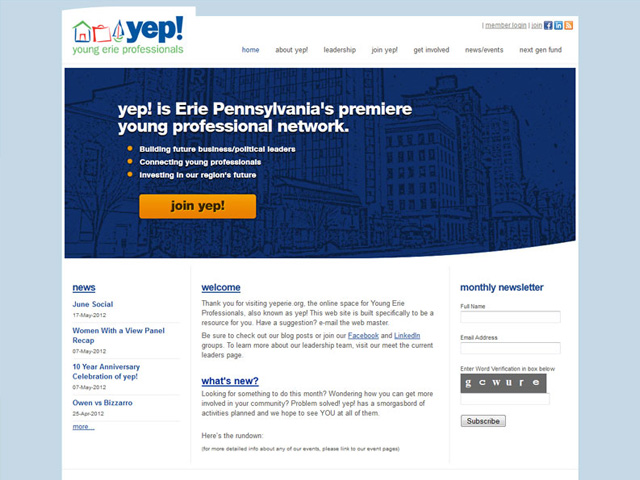 yep!
young erie professionals
| member login | join
home about yep! leadership join yep! get involved news/events next gen fund
yep! is Erie Pennsylvania's premiere
young professional network.
Building future business/political leaders
Connecting young professionals
Investing in our region's future
join yep!
news
June Social
17-May-2012
Women With a View Panel
Recap
07-May-2012
10 Year Anniversary
Celebration of yep!
07-May-2012
Owen vs Bizzarro
25-Apr-2012
more...
welcome
Thank you for visiting yeperie.org, the online space for Young Erie
Professionals, also known as yep! This web site is built specifically to be a
resource for you. Have a suggestion? e-mail the web master.
Be sure to check out our blog posts or join our Facebook and LinkedIn
groups. To learn more about our leadership team, visit our meet the current
leaders page.
what's new?
Looking for something to do this month? Wondering how you can get more
involved in your community? Problem solved! yep! has a smorgasbord of
activities planned and we hope to see YOU at all of them.
Here's the rundown:
(for more detailed info about any of our events, please link to our event pages)
monthly newsletter
Full Name
Email Address
Enter Word Verification in box below
g c w u r e
Subscribe